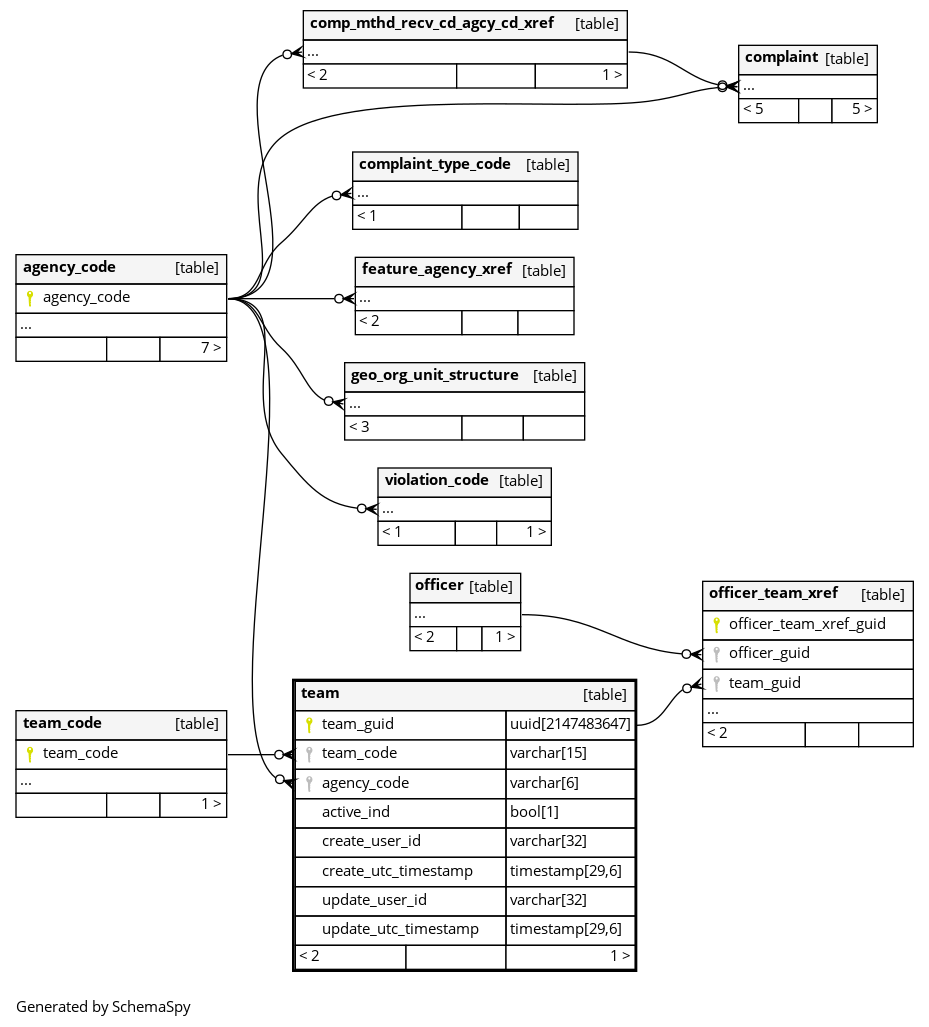 comp_mthd_recv_cd_agcy_cd_xref [table]
...
< 2 1 >
complaint [table]
...
< 5 5 >
complaint_type_code [table]
...
< 1
agency_code [table]
agency_code
...
7 >
feature_agency_xref [table]
...
< 2
geo_org_unit_structure [table]
...
< 3
violation_code [table]
...
< 1 1 >
officer [table]
...
< 2 1 >
officer_team_xref [table]
officer_team_xref_guid
officer_guid
team_guid
...
< 2
team_code [table]
team_code
...
1 >
team [table]
team_guid uuid[2147483647]
team_code varchar[15]
agency_code varchar[6]
active_ind bool[1]
create_user_id varchar[32]
create_utc_timestamp timestamp[29,6]
update_user_id varchar[32]
update_utc_timestamp timestamp[29,6]
< 2 1 >
Generated by SchemaSpy